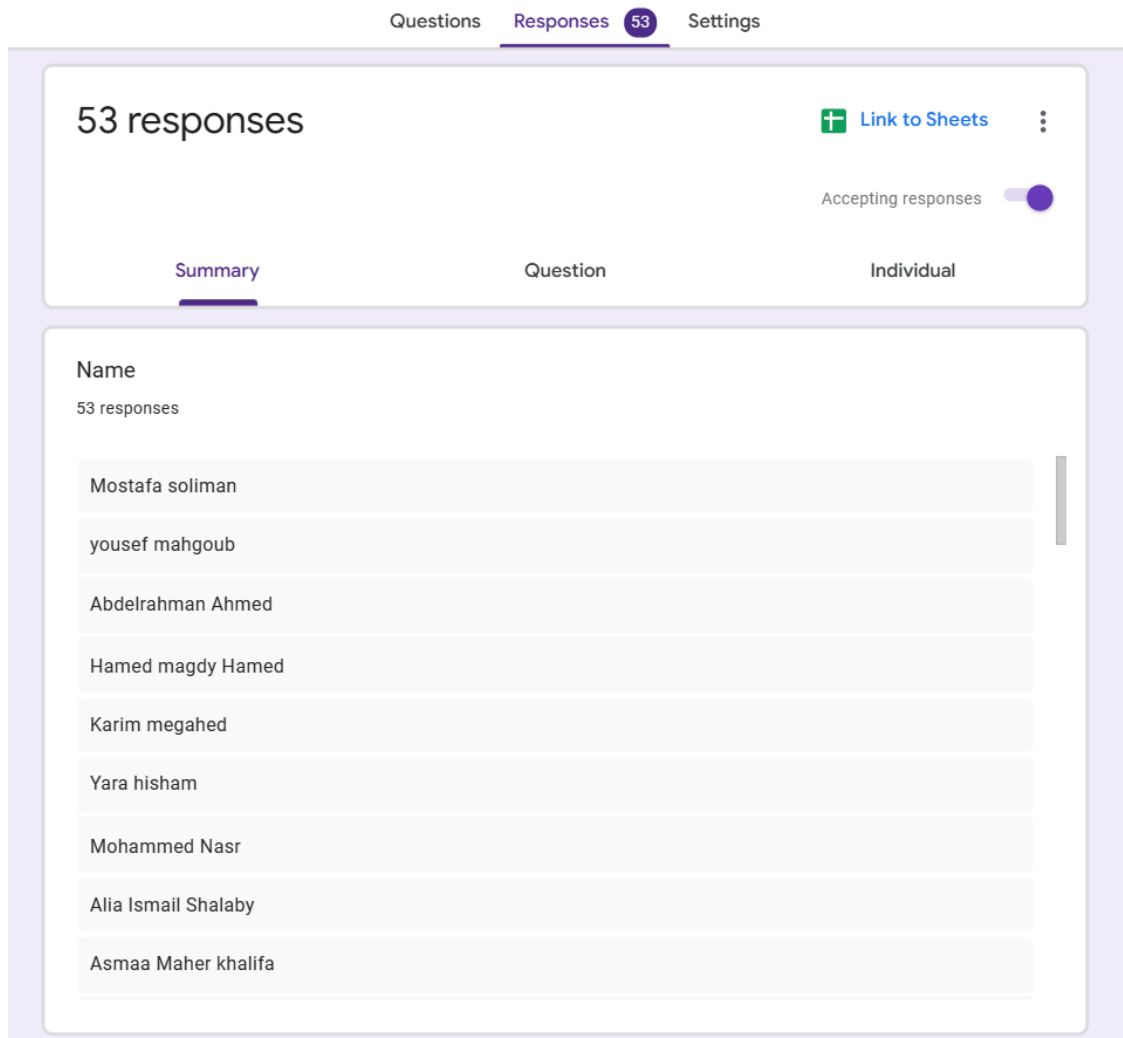 Questions Responses 53 Settings
53 responses
Link to Sheets
Accepting responses
Summary Question Individual
Name
53 responses
Mostafa soliman
yousef mahgoub
Abdelrahman Ahmed
Hamed magdy Hamed
Karim megahed
Yara hisham
Mohammed Nasr
Alia Ismail Shalaby
Asmaa Maher khalifa